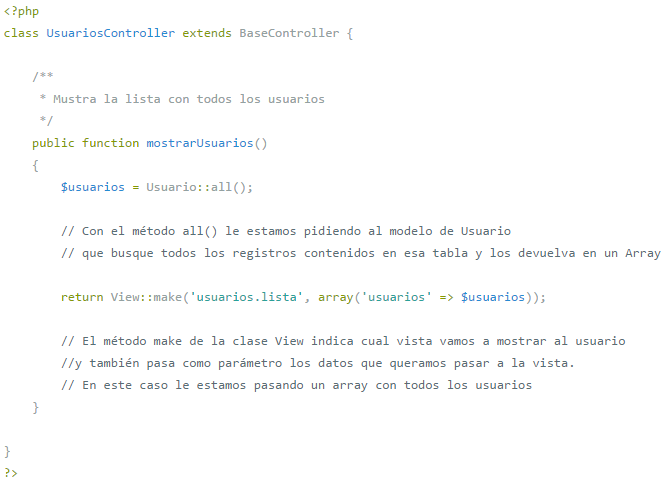 <?php
class UsuariosController extends BaseController {
/**
* Mustra la lista con todos los usuarios
*/
public function mostrarUsuarios()
{
$usuarios = Usuario::all();
// Con el método all() le estamos pidiendo al modelo de Usuario
// que busque todos los registros contenidos en esa tabla y los devuelva en un Array
return View::make('usuarios.lista', array('usuarios' => $usuarios));
// El método make de la clase View indica cual vista vamos a mostrar al usuario
//y también pasa como parámetro los datos que queramos pasar a la vista.
// En este caso le estamos pasando un array con todos los usuarios
}
}
?>